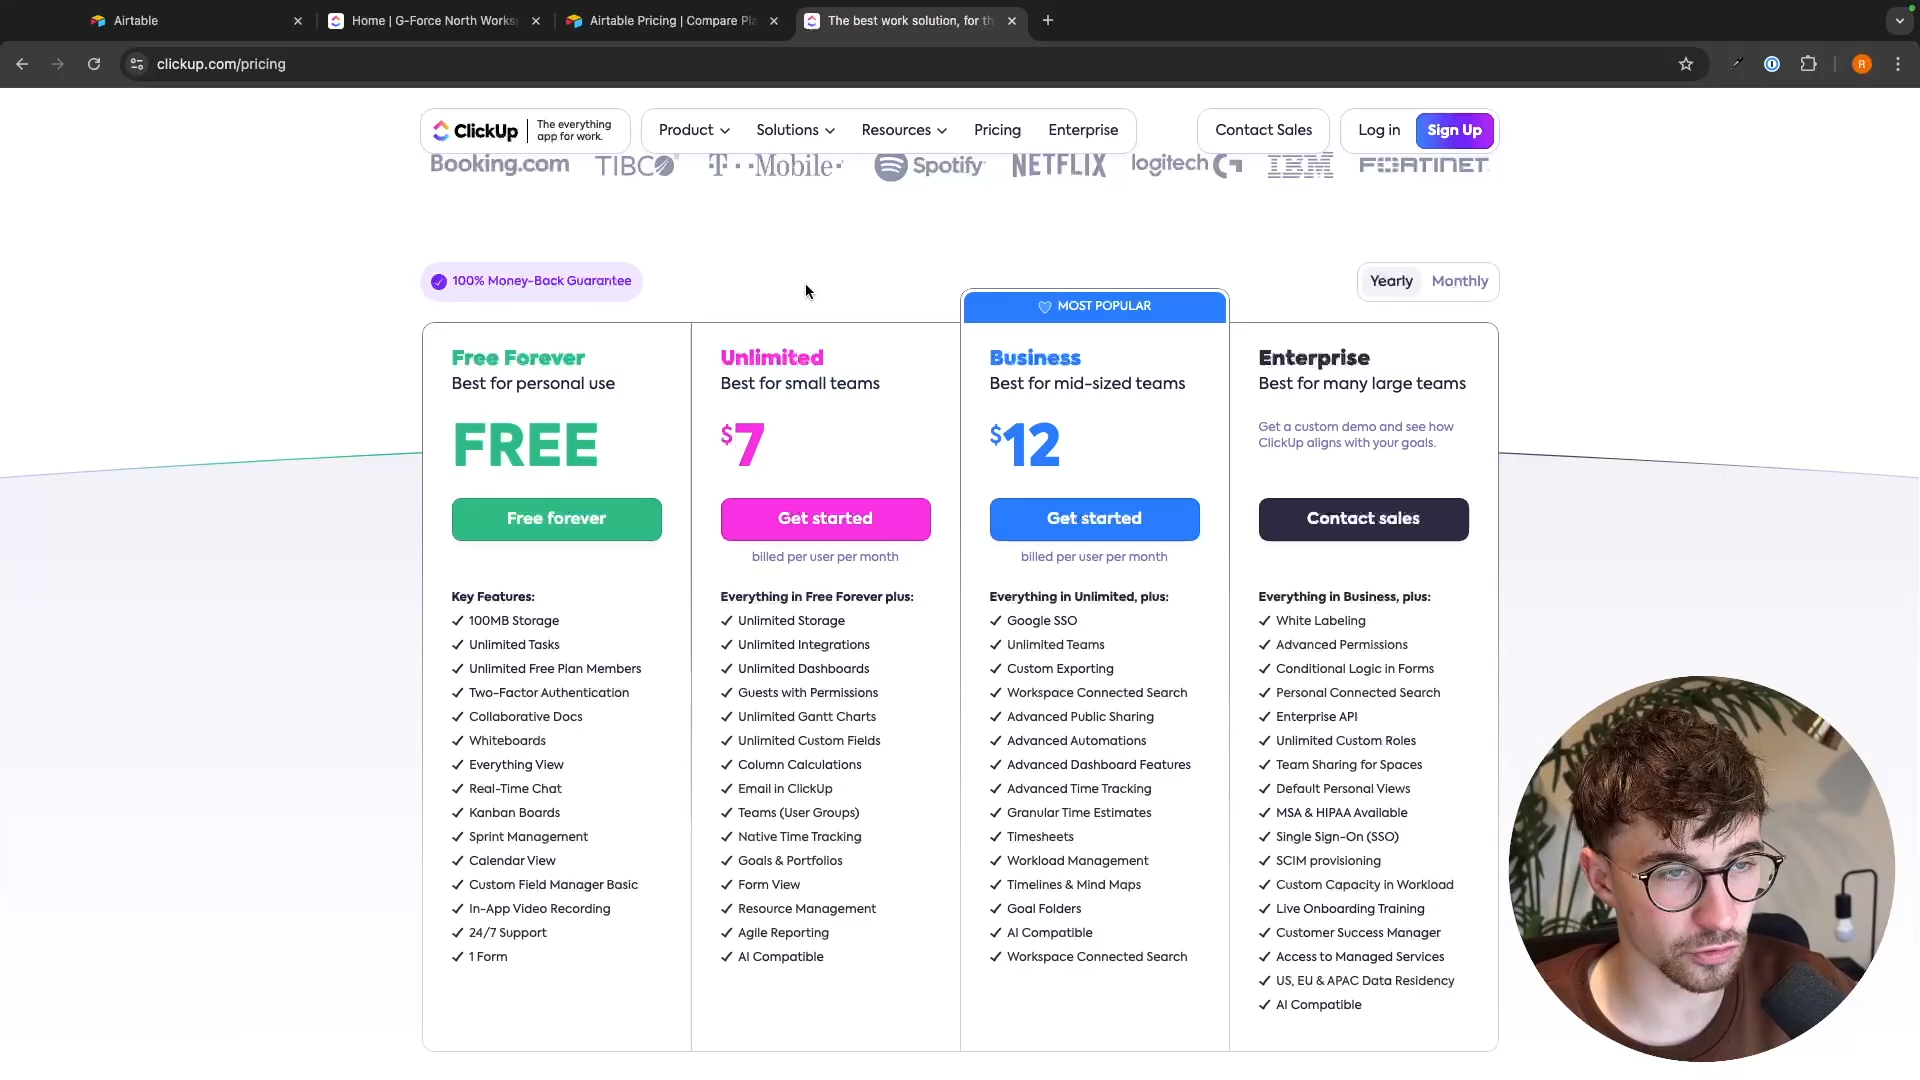 Airtable
Home | G-Force North Works
Airtable Pricing | Compare Pla
The best work solution, for th
clickup.com/pricing
R
ClickUp
The everything
app for work.
Product
Solutions
Resources
Pricing
Enterprise
Contact Sales
Log in
Sign Up
Booking.com
TIBCO
T··Mobile·
Spotify
NETFLIX
logitech G
IBM
FORTINET
100% Money-Back Guarantee
Yearly
Monthly
MOST POPULAR
Free Forever
Best for personal use
FREE
Free forever
Key Features:
100MB Storage
Unlimited Tasks
Unlimited Free Plan Members
Two-Factor Authentication
Collaborative Docs
Whiteboards
Everything View
Real-Time Chat
Kanban Boards
Sprint Management
Calendar View
Custom Field Manager Basic
In-App Video Recording
24/7 Support
1 Form
Unlimited
Best for small teams
$7
Get started
billed per user per month
Everything in Free Forever plus:
Unlimited Storage
Unlimited Integrations
Unlimited Dashboards
Guests with Permissions
Unlimited Gantt Charts
Unlimited Custom Fields
Column Calculations
Email in ClickUp
Teams (User Groups)
Native Time Tracking
Goals & Portfolios
Form View
Resource Management
Agile Reporting
AI Compatible
Business
Best for mid-sized teams
$12
Get started
billed per user per month
Everything in Unlimited, plus:
Google SSO
Unlimited Teams
Custom Exporting
Workspace Connected Search
Advanced Public Sharing
Advanced Automations
Advanced Dashboard Features
Advanced Time Tracking
Granular Time Estimates
Timesheets
Workload Management
Timelines & Mind Maps
Goal Folders
AI Compatible
Workspace Connected Search
Enterprise
Best for many large teams
Get a custom demo and see how
ClickUp aligns with your goals.
Contact sales
Everything in Business, plus:
White Labeling
Advanced Permissions
Conditional Logic in Forms
Personal Connected Search
Enterprise API
Unlimited Custom Roles
Team Sharing for Spaces
Default Personal Views
MSA & HIPAA Available
Single Sign-On (SSO)
SCIM provisioning
Custom Capacity in Workload
Live Onboarding Training
Customer Success Manager
Access to Managed Services
US, EU & APAC Data Residency
AI Compatible